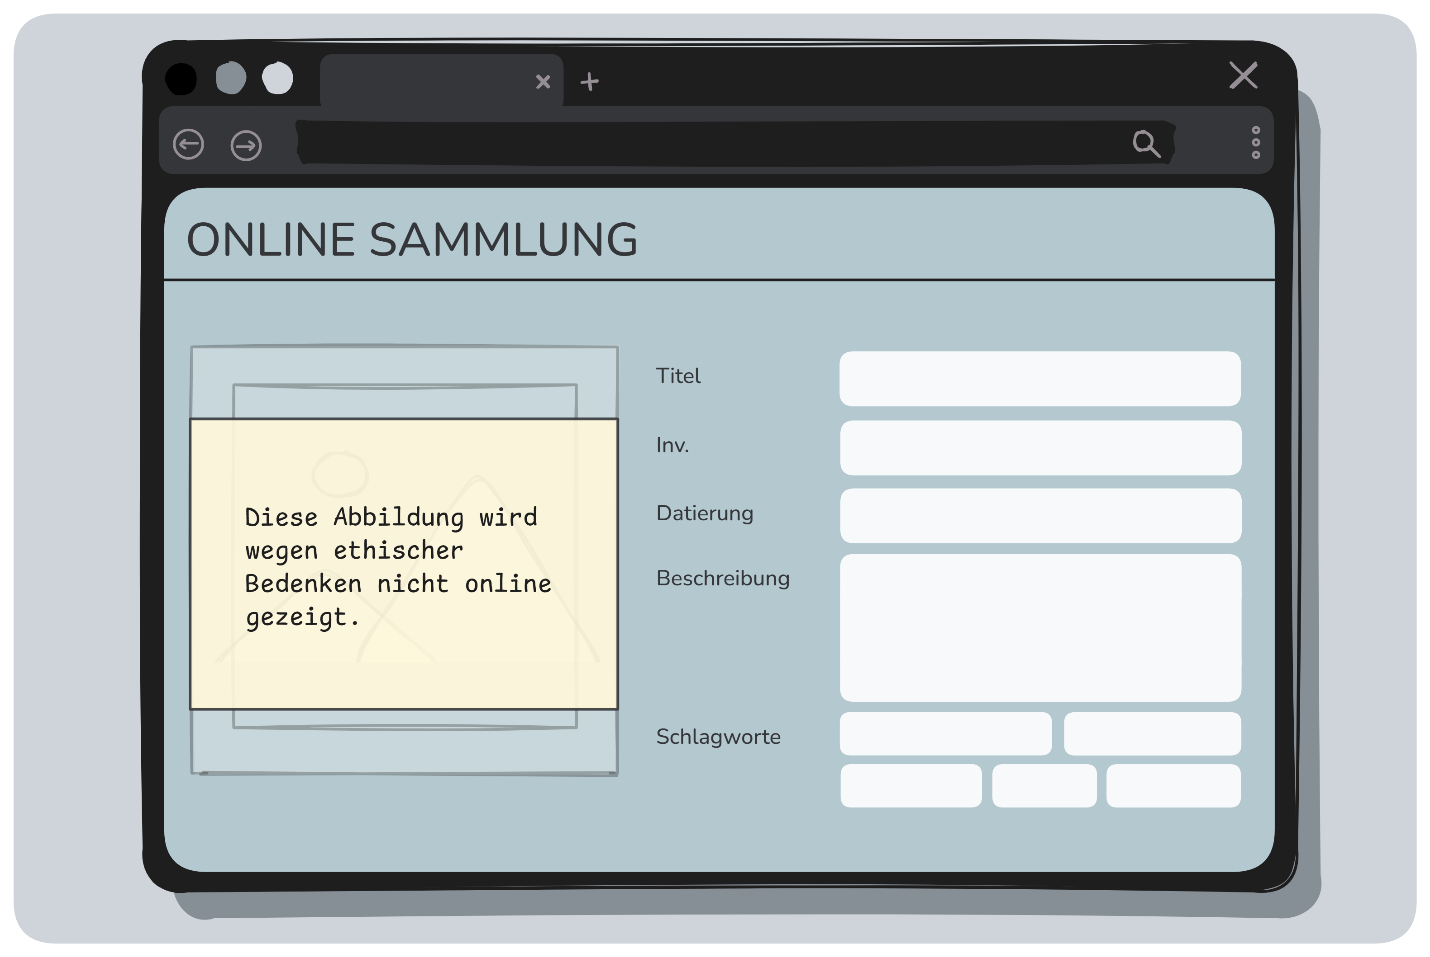 ONLINE SAMMLUNG
Diese Abbildung wird
wegen ethischer
Bedenken nicht online
gezeigt.
Titel
Inv.
Datierung
Beschreibung
Schlagworte